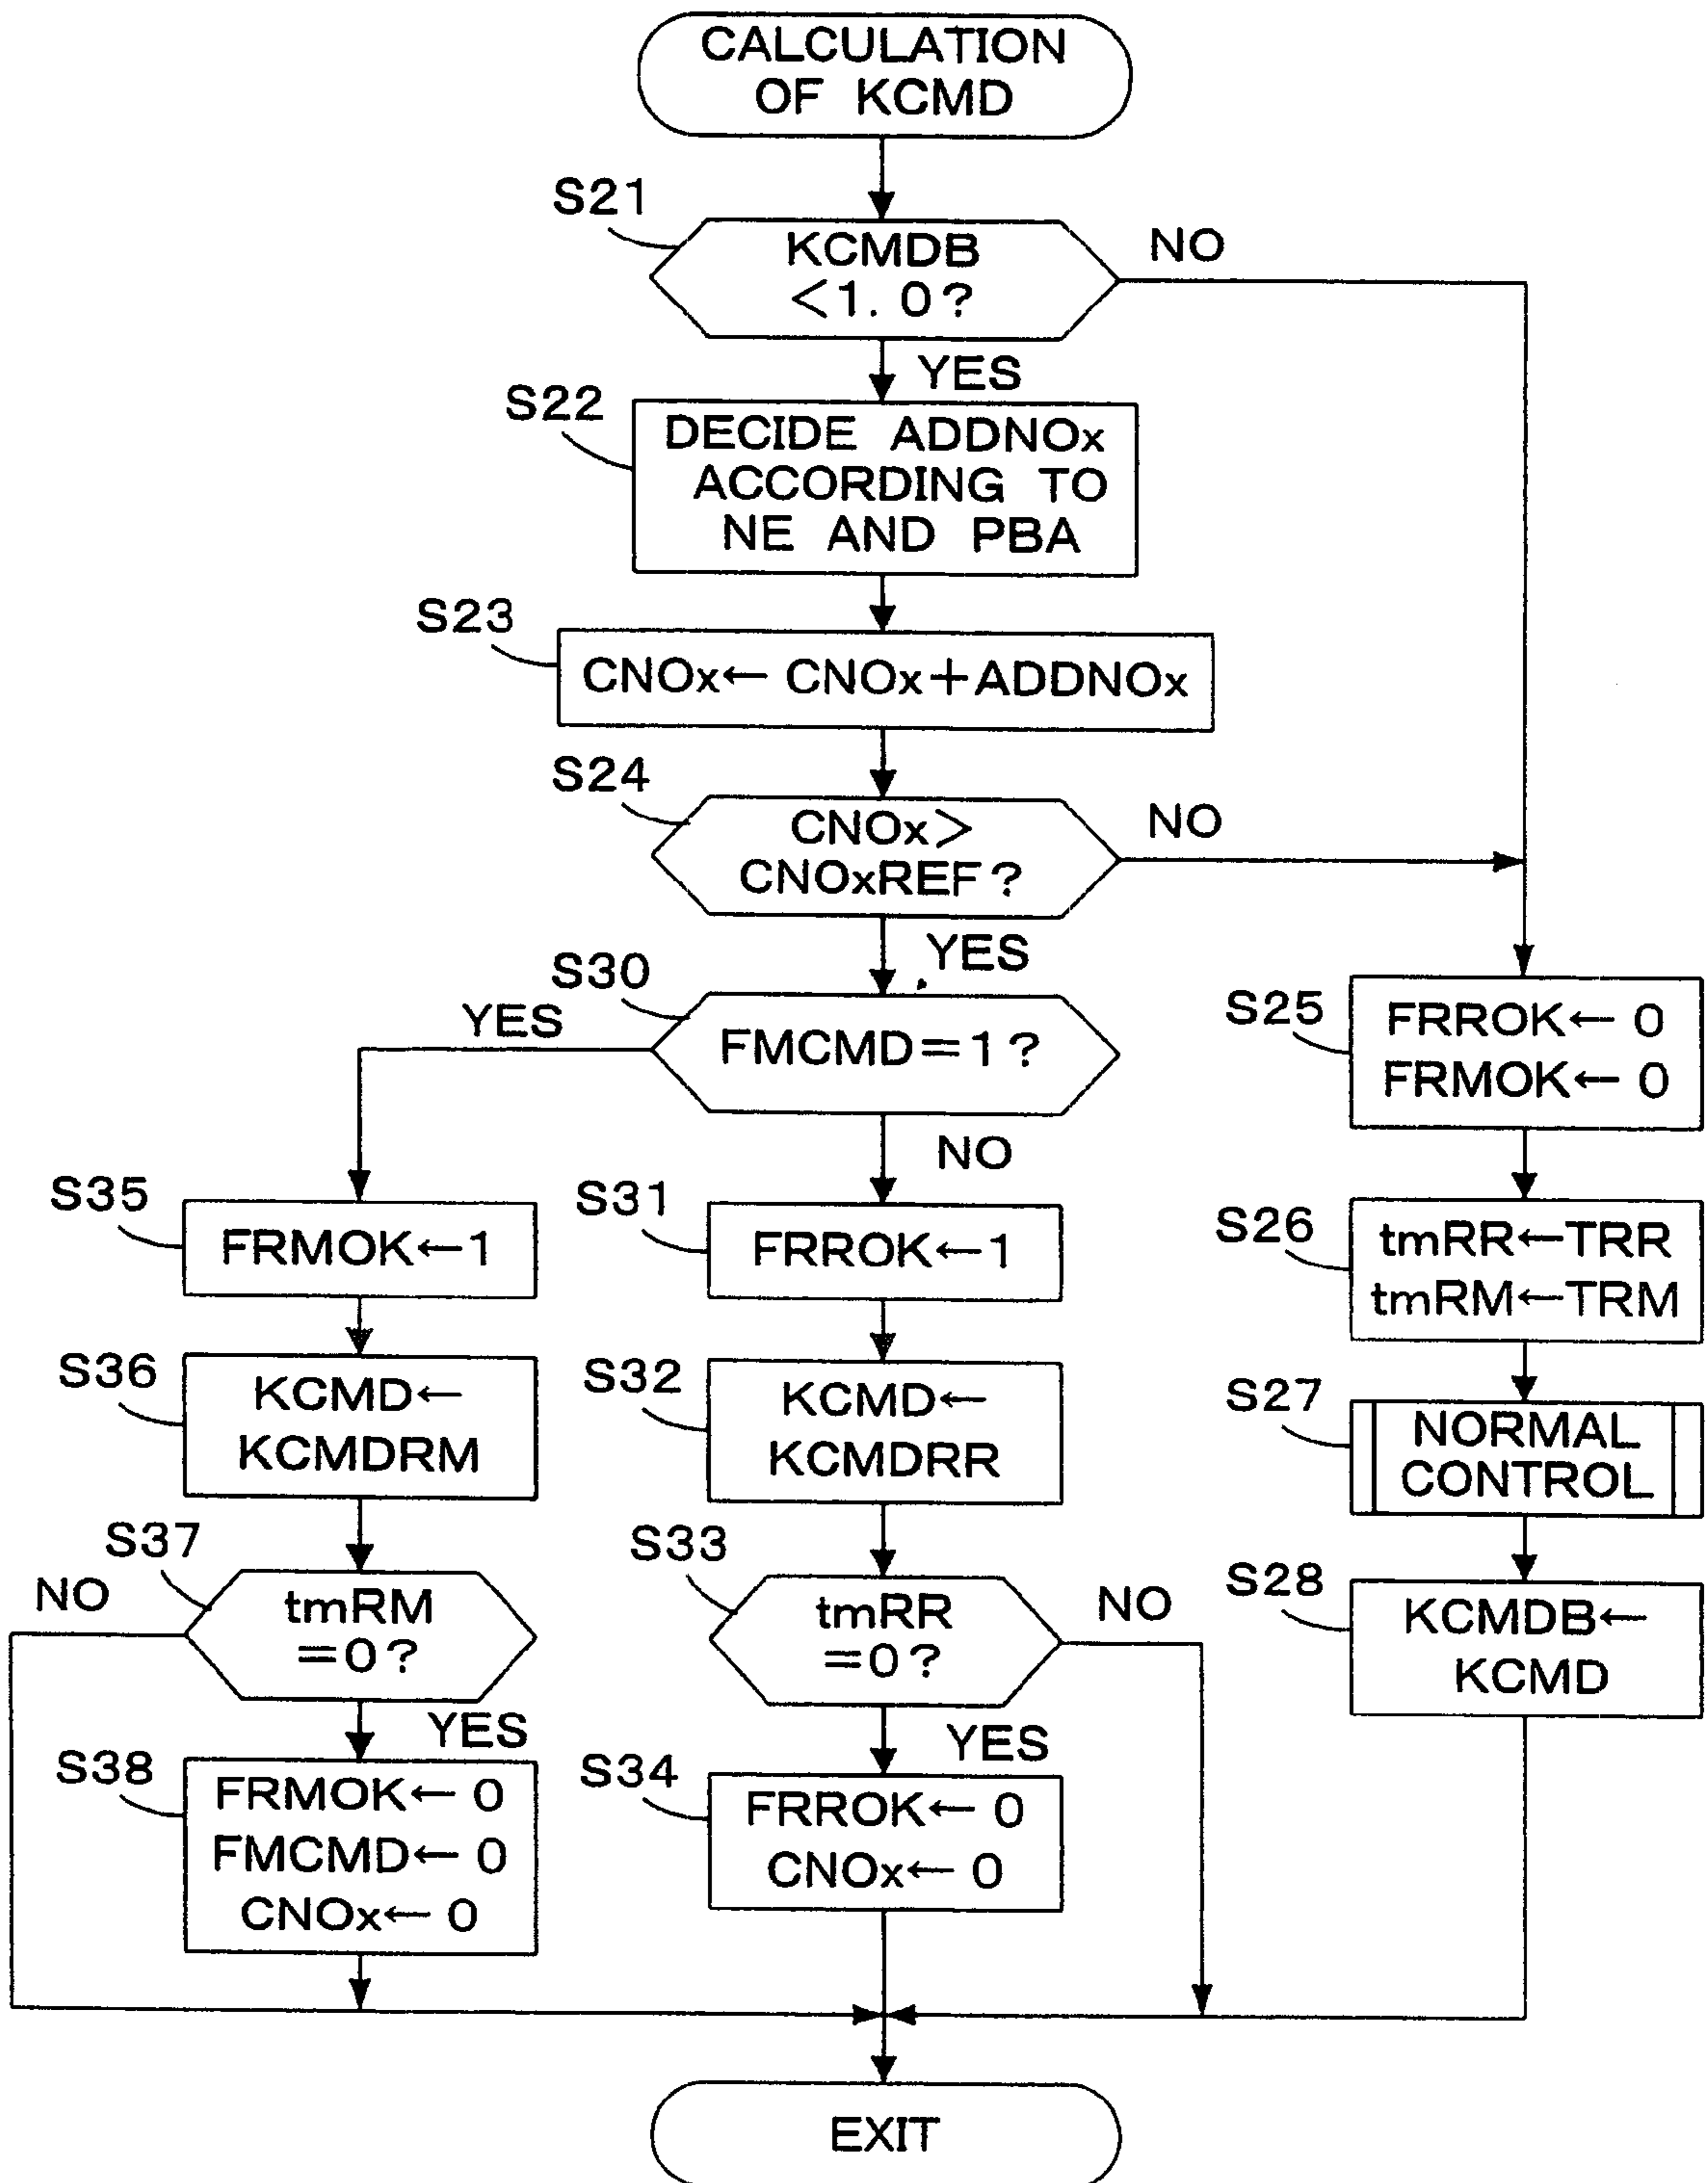 CALCULATION
OF KCMD
S21
KCMDB
<1.0?
NO
YES
S22
DECIDE ADDNOx
ACCORDING TO
NE AND PBA
S23
CNOx← CNOx+ADDNOx
S24
CNOx>
CNOxREF?
NO
YES
S30
FMCMD=1?
YES
NO
S25
FRROK← 0
FRMOK← 0
S35
FRMOK←1
S31
FRROK←1
S26
tmRR←TRR
tmRM←TRM
S36
KCMD←
KCMDRM
S32
KCMD←
KCMDRR
S27
NORMAL
CONTROL
S37
tmRM
=0?
NO
YES
S33
tmRR
=0?
NO
YES
S28
KCMDB←
KCMD
S38
FRMOK← 0
FMCMD← 0
CNOx← 0
S34
FRROK← 0
CNOx← 0
EXIT